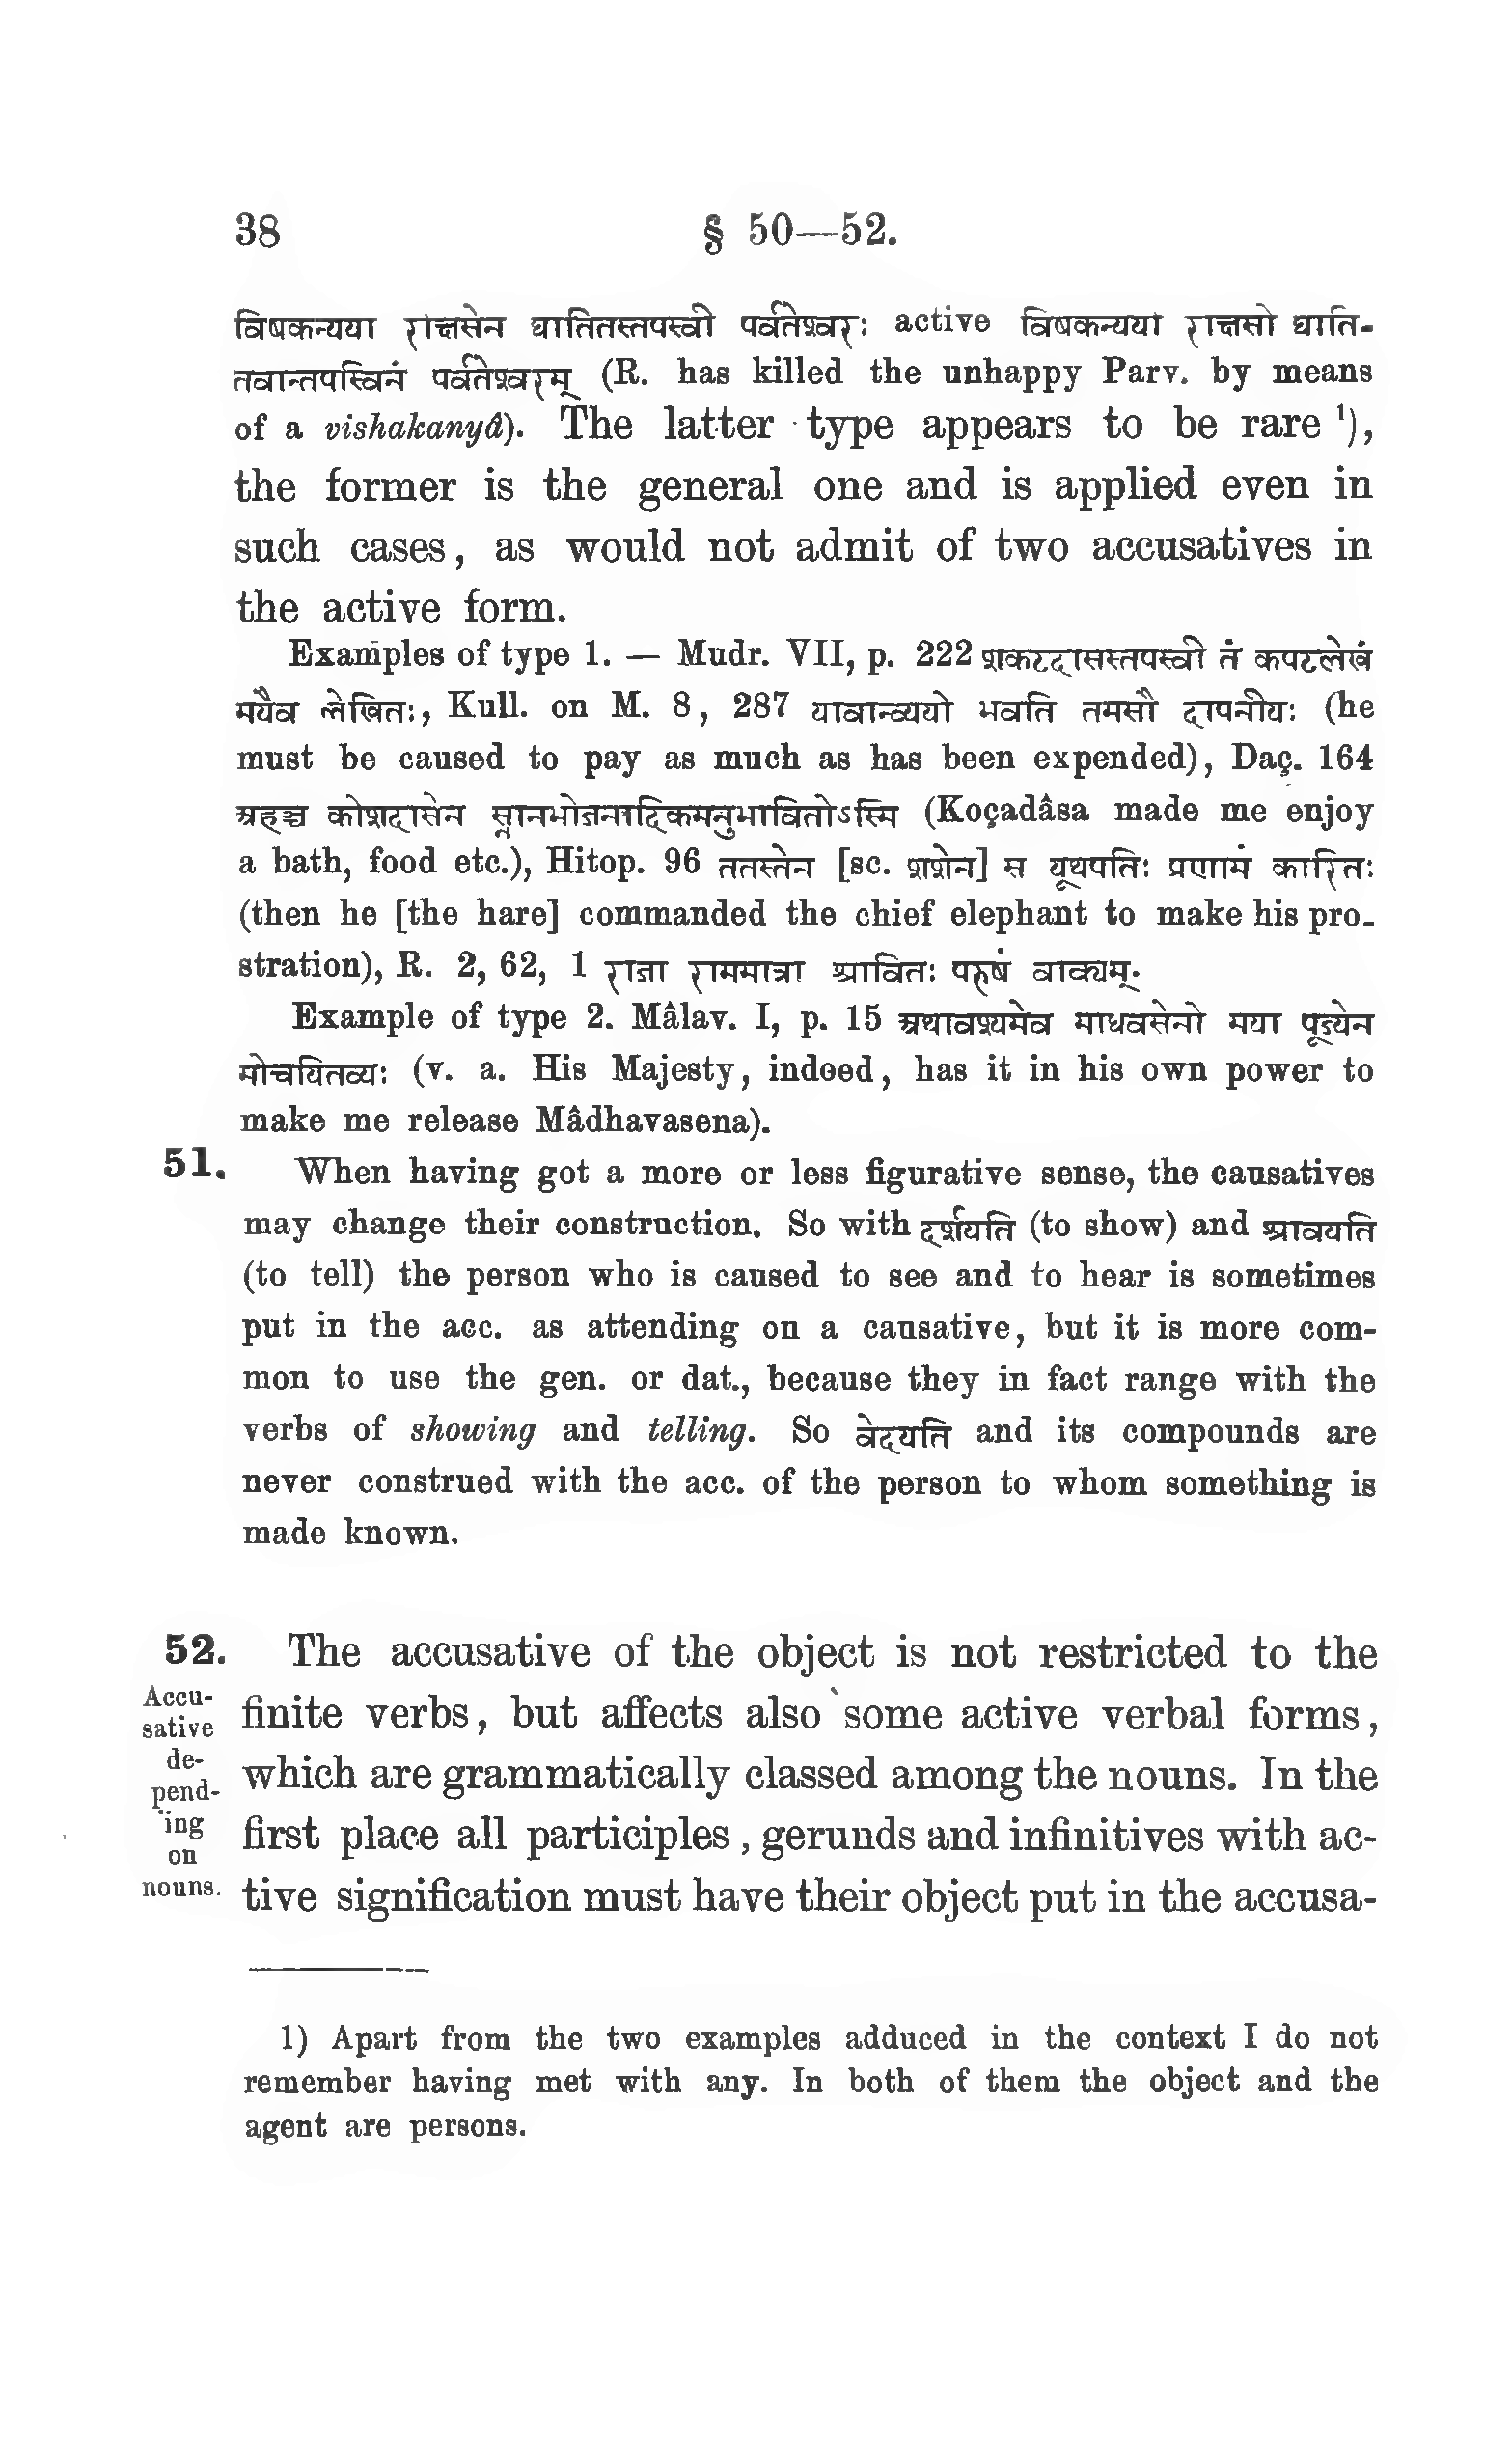 38 § 50—52.
विषकन्यया राक्षसेन घातितस्तपस्वी पर्वतेश्वरः active विषकन्यया राक्षसो घाति-
तवान्तपस्विनं पर्वतेश्वरम् (R. has killed the unhappy Parv. by means
of a vishakanyâ). The latter type appears to be rare ¹),
the former is the general one and is applied even in
such cases, as would not admit of two accusatives in
the active form.
Examples of type 1. — Mudr. VII, p. 222 शकटदासस्तपस्वी तं कपटलेखं
मयैव लेखितः, Kull. on M. 8, 287 यावान्व्ययो भवति तमसौ दापनीयः (he
must be caused to pay as much as has been expended), Daç. 164
अहञ्च कोशदासेन स्नानभोजनादिकमनुभावितोऽस्मि (Koçadâsa made me enjoy
a bath, food etc.), Hitop. 96 ततस्तेन [sc. शशेन] स यूथपतिः प्रणामं कारितः
(then he [the hare] commanded the chief elephant to make his pro-
stration), R. 2, 62, 1 राजा राममात्रा श्रावितः परुषं वाक्यम्.
Example of type 2. Mâlav. I, p. 15 अथावश्यमेव माधवसेनो मया पूज्येन
मोचयितव्यः (v. a. His Majesty, indeed, has it in his own power to
make me release Mâdhavasena).
51. When having got a more or less figurative sense, the causatives
may change their construction. So with दर्शयति (to show) and श्रावयति
(to tell) the person who is caused to see and to hear is sometimes
put in the acc. as attending on a causative, but it is more com-
mon to use the gen. or dat., because they in fact range with the
verbs of showing and telling. So वेदयति and its compounds are
never construed with the acc. of the person to whom something is
made known.
52. The accusative of the object is not restricted to the
Accu-
sative
de-
pend-
ing
on
nouns.
finite verbs, but affects also some active verbal forms,
which are grammatically classed among the nouns. In the
first place all participles, gerunds and infinitives with ac-
tive signification must have their object put in the accusa-
1) Apart from the two examples adduced in the context I do not
remember having met with any. In both of them the object and the
agent are persons.